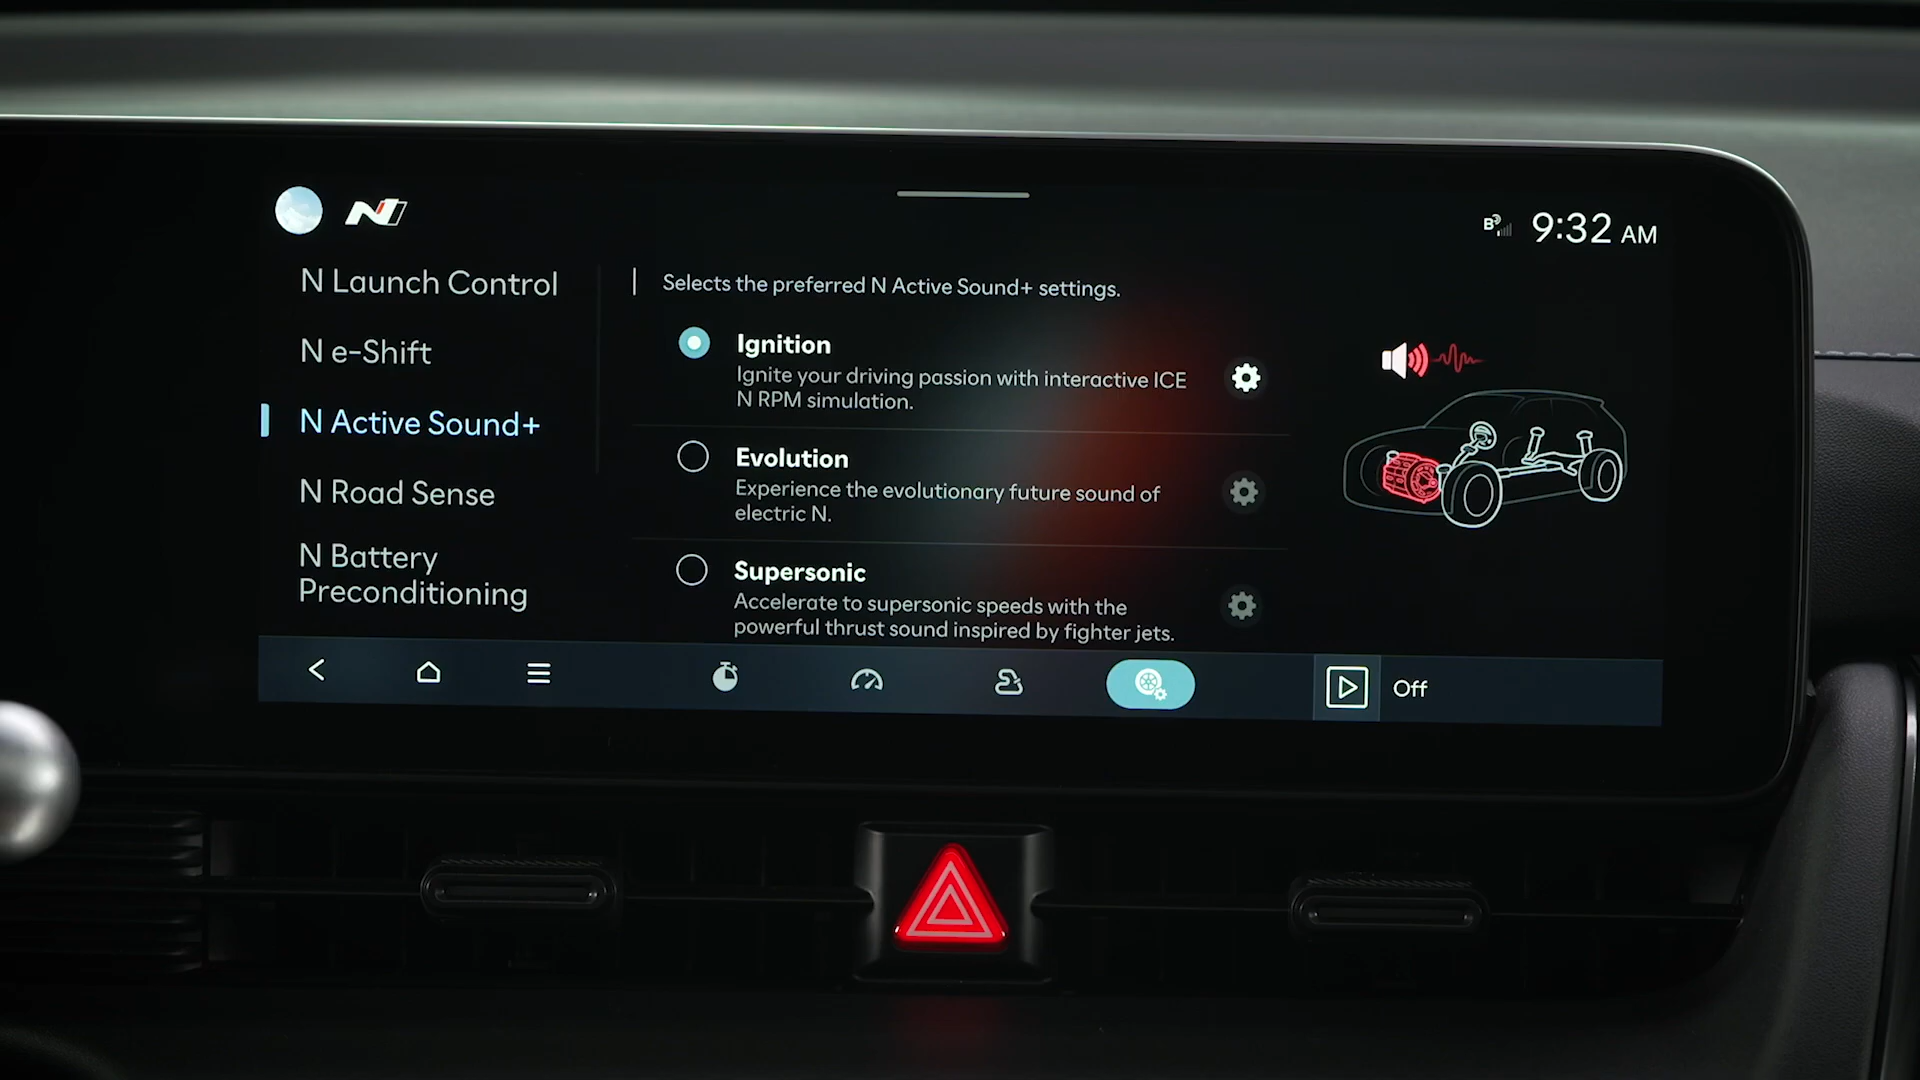 N
9:32 AM
N Launch Control
N e-Shift
N Active Sound+
N Road Sense
N Battery
Preconditioning
Selects the preferred N Active Sound+ settings.
Ignition
Ignite your driving passion with interactive ICE
N RPM simulation.
Evolution
Experience the evolutionary future sound of
electric N.
Supersonic
Accelerate to supersonic speeds with the
powerful thrust sound inspired by fighter jets.
Off